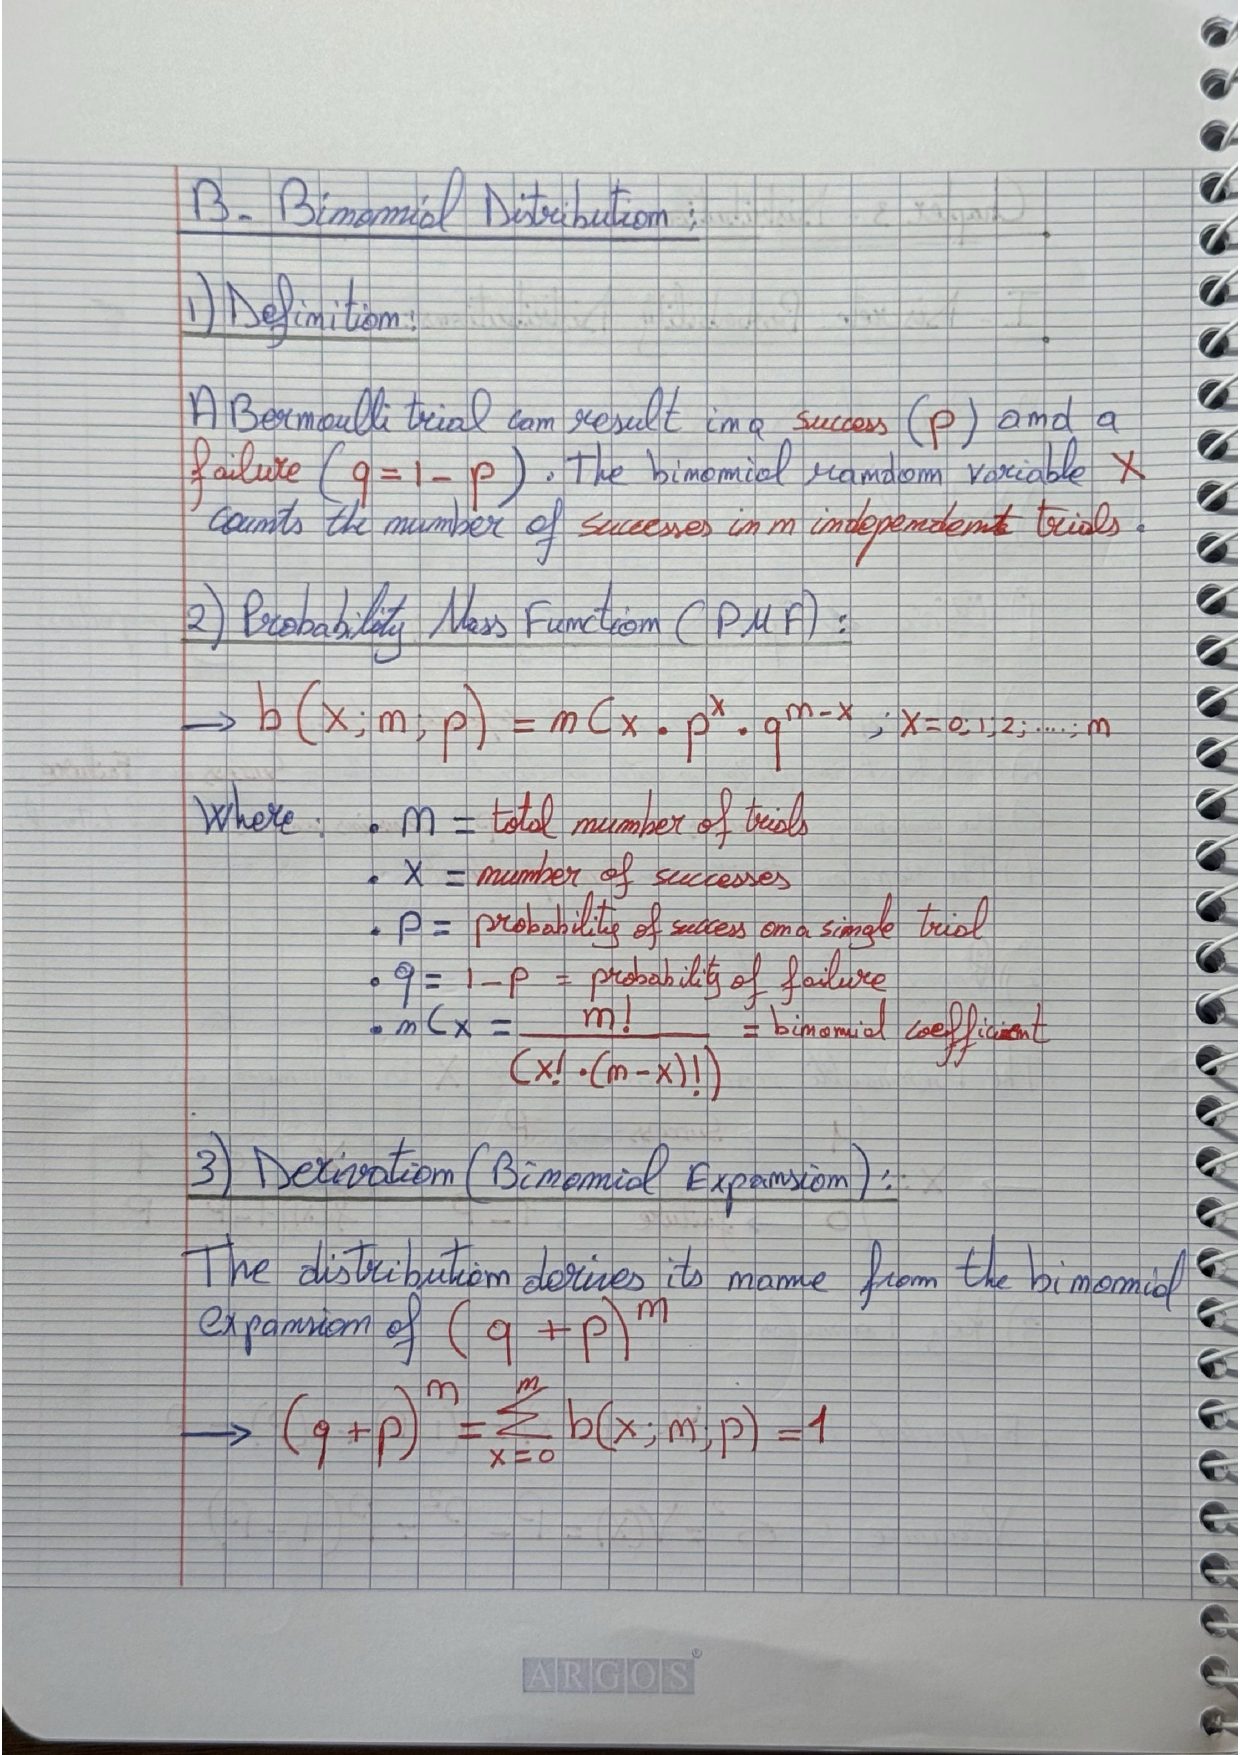 B- Binomial Distribution:
1) Definition:
A Bernoulli trial can result in a success (p) and a
failure (q = 1 - p). The binomial random variable X
counts the number of successes in n independent trials.
2) Probability Mass Function (PMF):
→ b(x; n; p) = nCx . p^x . q^(n-x) ; x = 0; 1; 2; ....; n
Where: . n = total number of trials
. x = number of successes
. p = probability of success on a single trial
. q = 1 - p = probability of failure
. nCx = n! / (x! . (n - x)!) = binomial coefficient
3) Derivation (Binomial Expansion):
The distribution derives its name from the binomial
expansion of (q + p)^n
→ (q + p)^n = Σ_{x=0}^{n} b(x; n; p) = 1
ARGOS®